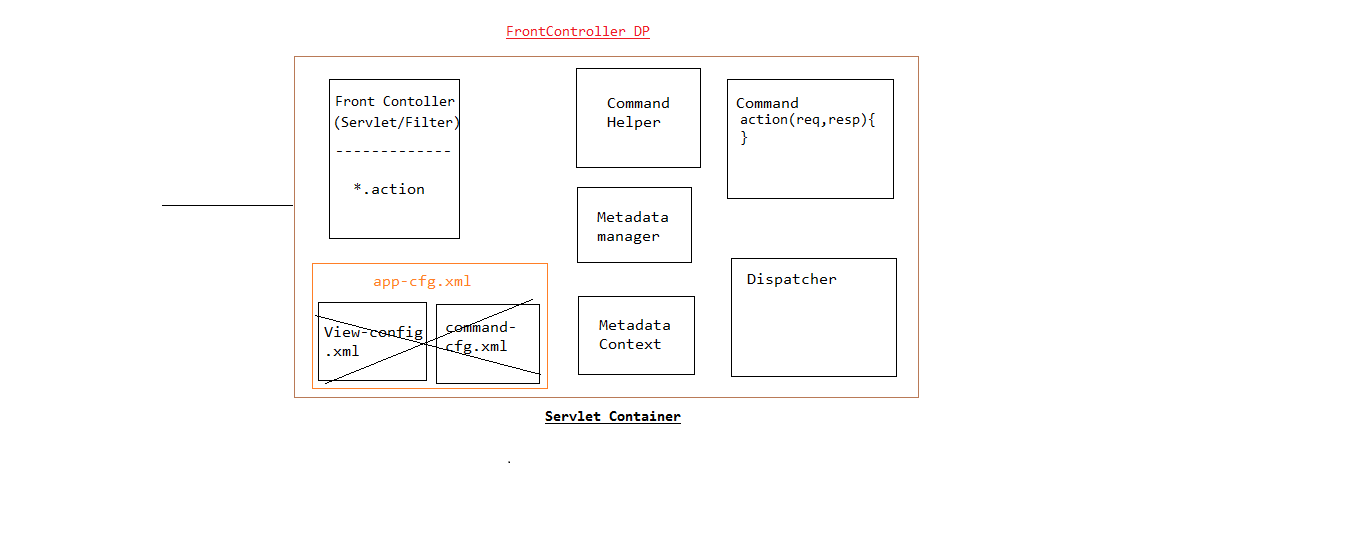 FrontController DP
Front Contoller
(Servlet/Filter)
-------------
*.action
Command
Helper
Command
action(req,resp){
}
Metadata
manager
app-cfg.xml
View-config
.xml
command-
cfg.xml
Metadata
Context
Dispatcher
Servlet Container
.